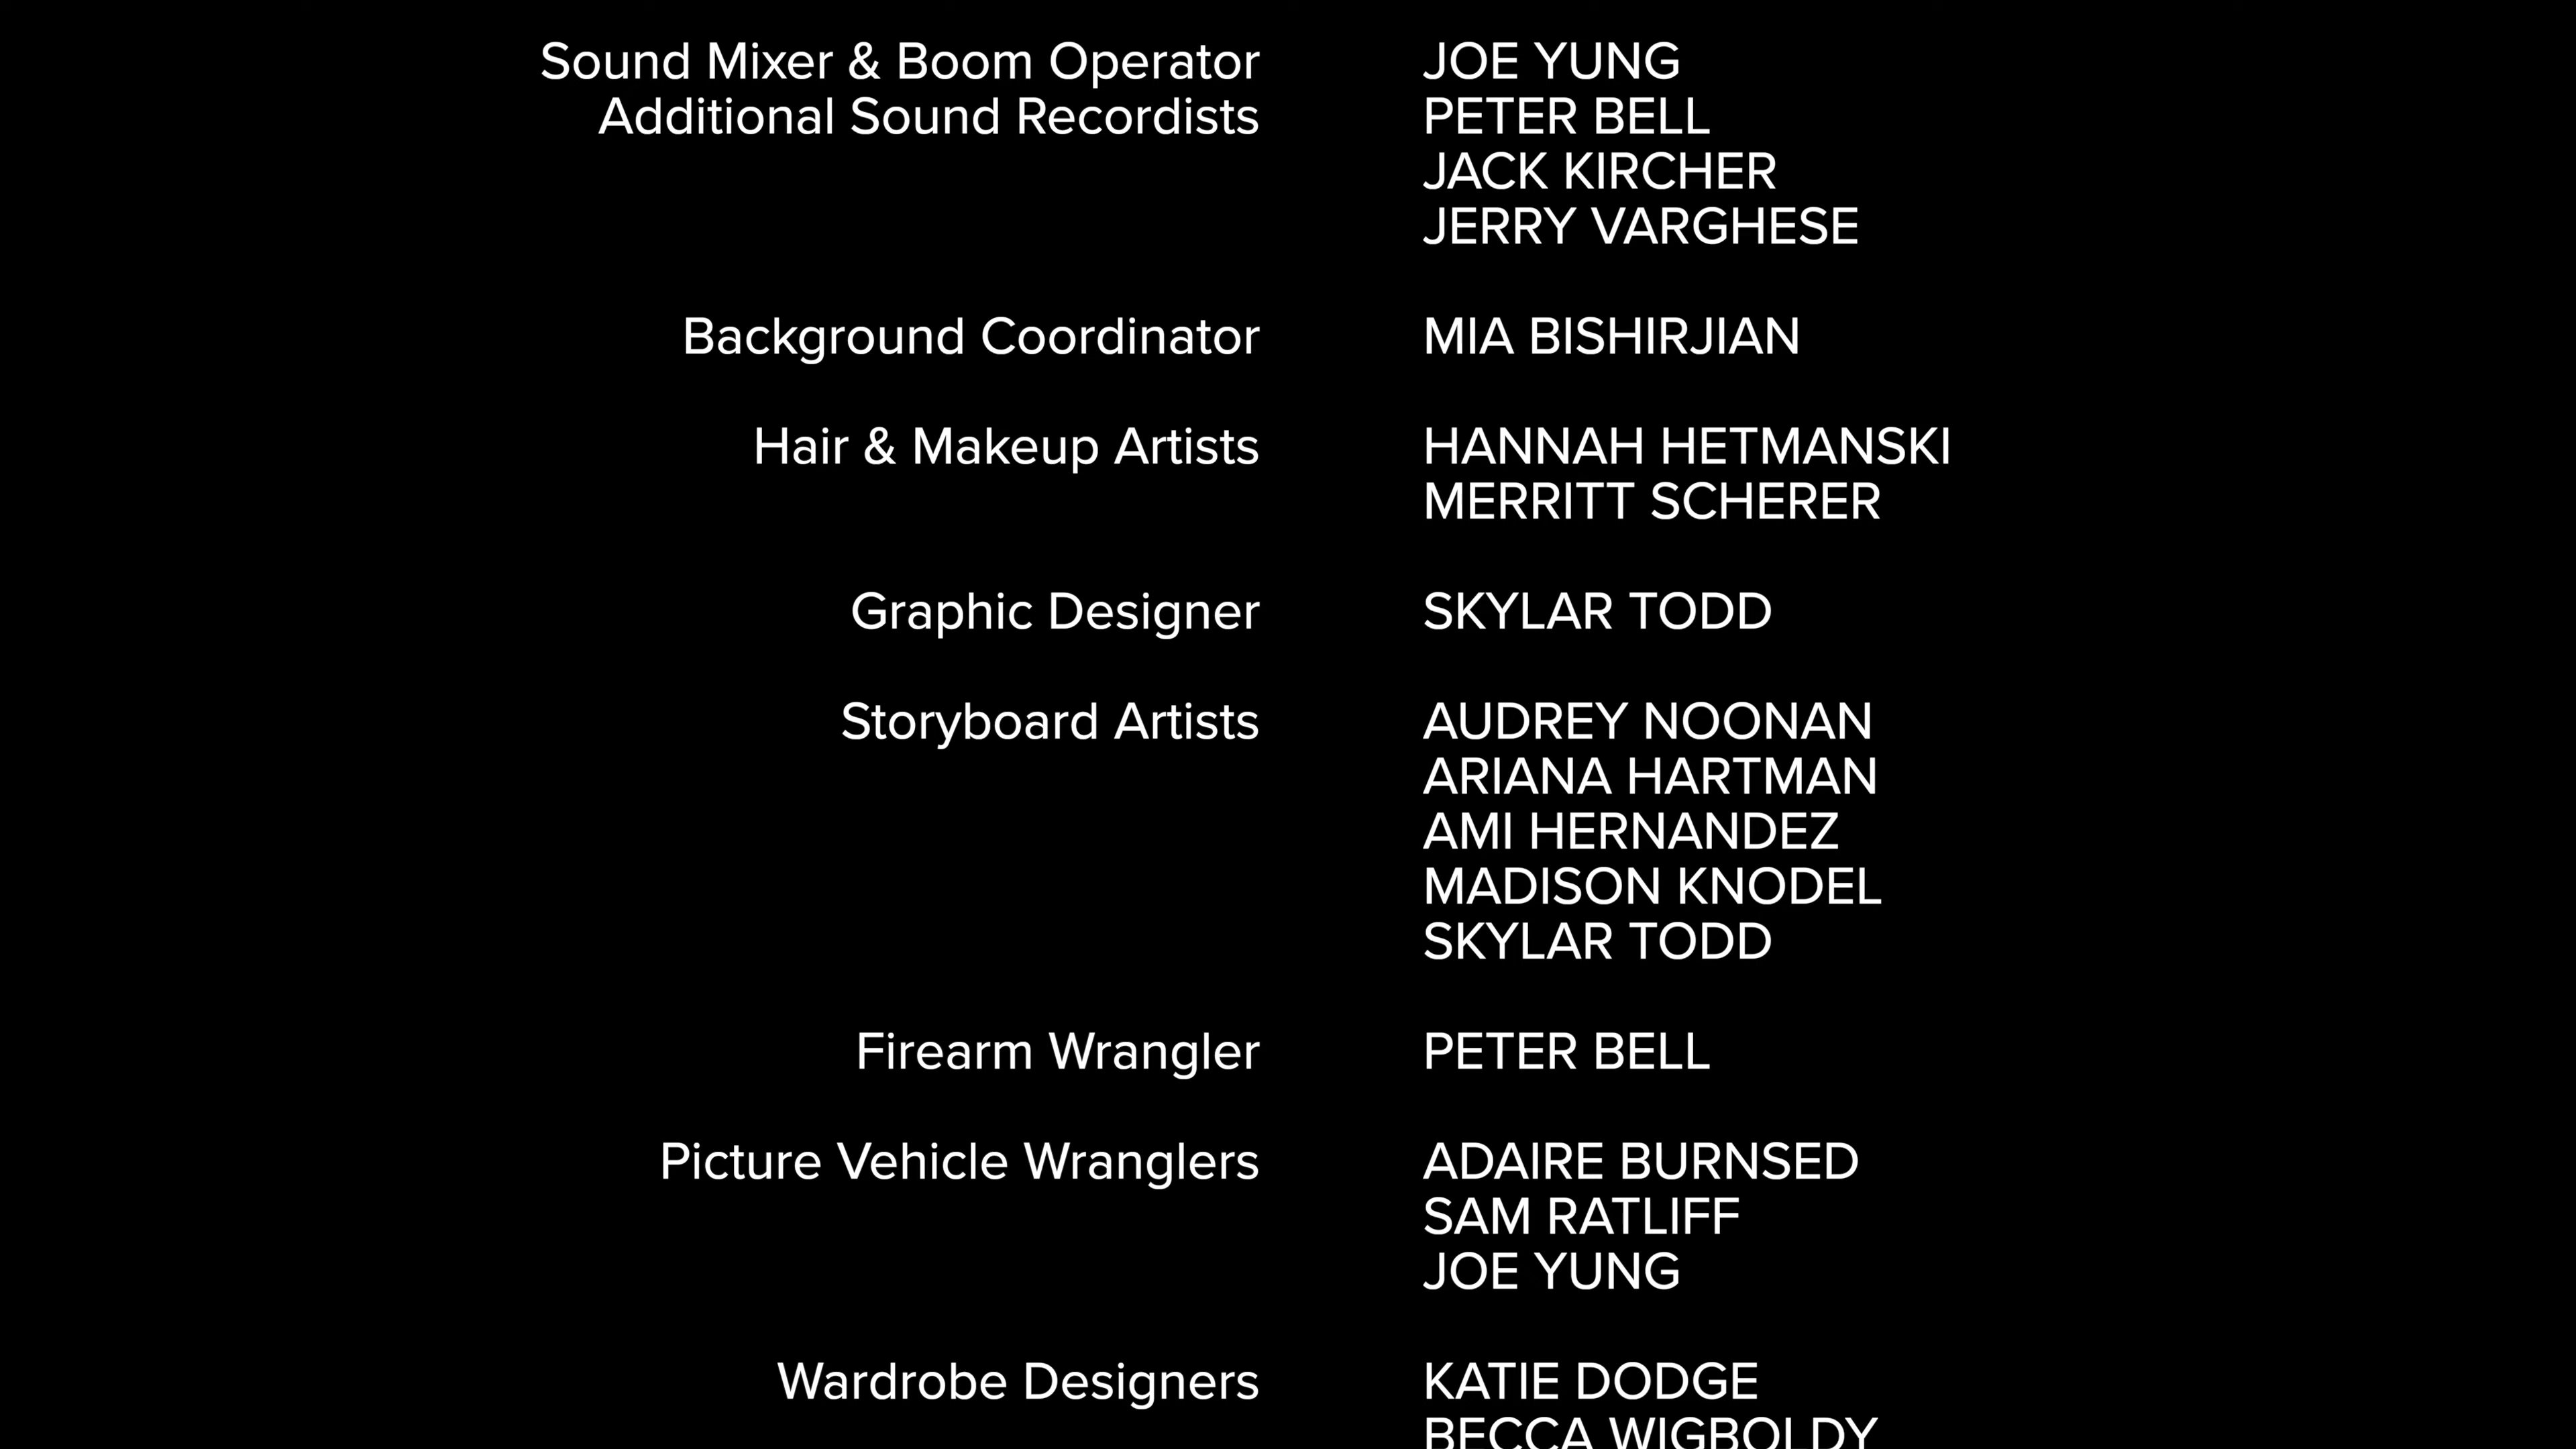 Sound Mixer & Boom Operator JOE YUNG
Additional Sound Recordists PETER BELL
JACK KIRCHER
JERRY VARGHESE
Background Coordinator MIA BISHIRJIAN
Hair & Makeup Artists HANNAH HETMANSKI
MERRITT SCHERER
Graphic Designer SKYLAR TODD
Storyboard Artists AUDREY NOONAN
ARIANA HARTMAN
AMI HERNANDEZ
MADISON KNODEL
SKYLAR TODD
Firearm Wrangler PETER BELL
Picture Vehicle Wranglers ADAIRE BURNSED
SAM RATLIFF
JOE YUNG
Wardrobe Designers KATIE DODGE
BECCA WIGBOLDY